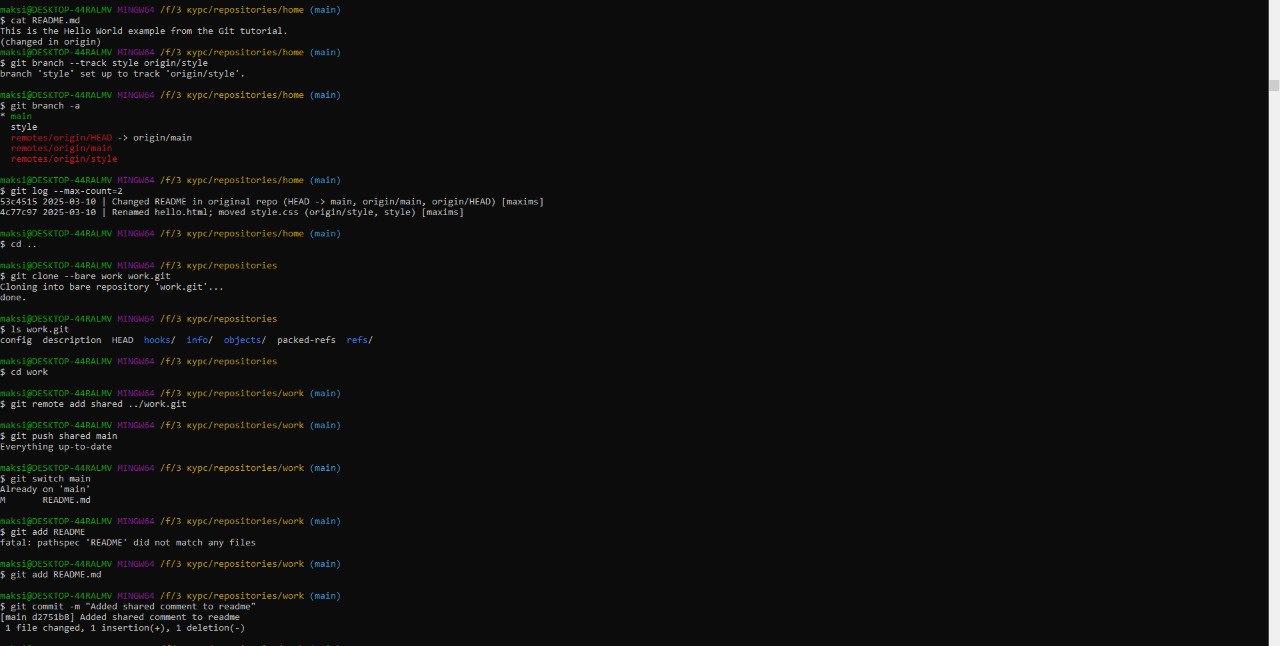 maksi@DESKTOP-44RALMV MINGW64 /f/3 курс/repositories/home (main)
$ cat README.md
This is the Hello World example from the Git tutorial.
(changed in origin)
maksi@DESKTOP-44RALMV MINGW64 /f/3 курс/repositories/home (main)
$ git branch --track style origin/style
branch 'style' set up to track 'origin/style'.
maksi@DESKTOP-44RALMV MINGW64 /f/3 курс/repositories/home (main)
$ git branch -a
* main
style
remotes/origin/HEAD -> origin/main
remotes/origin/main
remotes/origin/style
maksi@DESKTOP-44RALMV MINGW64 /f/3 курс/repositories/home (main)
$ git log --max-count=2
53c4515 2025-03-10 | Changed README in original repo (HEAD -> main, origin/main, origin/HEAD) [maxims]
4c77c97 2025-03-10 | Renamed hello.html; moved style.css (origin/style, style) [maxims]
maksi@DESKTOP-44RALMV MINGW64 /f/3 курс/repositories/home (main)
$ cd ..
maksi@DESKTOP-44RALMV MINGW64 /f/3 курс/repositories
$ git clone --bare work work.git
Cloning into bare repository 'work.git'...
done.
maksi@DESKTOP-44RALMV MINGW64 /f/3 курс/repositories
$ ls work.git
config description HEAD hooks/ info/ objects/ packed-refs refs/
maksi@DESKTOP-44RALMV MINGW64 /f/3 курс/repositories
$ cd work
maksi@DESKTOP-44RALMV MINGW64 /f/3 курс/repositories/work (main)
$ git remote add shared ../work.git
maksi@DESKTOP-44RALMV MINGW64 /f/3 курс/repositories/work (main)
$ git push shared main
Everything up-to-date
maksi@DESKTOP-44RALMV MINGW64 /f/3 курс/repositories/work (main)
$ git switch main
Already on 'main'
M README.md
maksi@DESKTOP-44RALMV MINGW64 /f/3 курс/repositories/work (main)
$ git add README
fatal: pathspec 'README' did not match any files
maksi@DESKTOP-44RALMV MINGW64 /f/3 курс/repositories/work (main)
$ git add README.md
maksi@DESKTOP-44RALMV MINGW64 /f/3 курс/repositories/work (main)
$ git commit -m "Added shared comment to readme"
[main d2751b8] Added shared comment to readme
1 file changed, 1 insertion(+), 1 deletion(-)